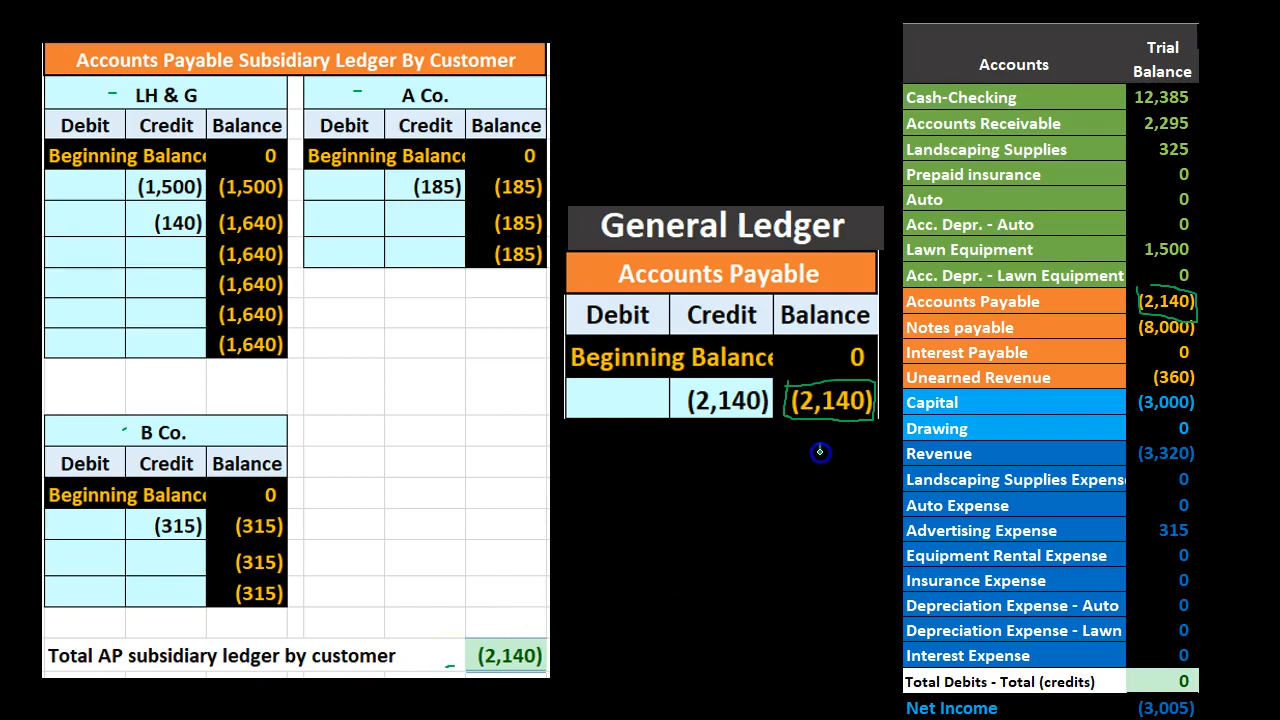 Accounts Payable Subsidiary Ledger By Customer
LH & G
Debit Credit Balance
Beginning Balance 0
(1,500) (1,500)
(140) (1,640)
(1,640)
(1,640)
(1,640)
(1,640)
A Co.
Debit Credit Balance
Beginning Balance 0
(185) (185)
(185)
(185)
B Co.
Debit Credit Balance
Beginning Balance 0
(315) (315)
(315)
(315)
Total AP subsidiary ledger by customer (2,140)
General Ledger
Accounts Payable
Debit Credit Balance
Beginning Balance 0
(2,140) (2,140)
Accounts Trial Balance
Cash-Checking 12,385
Accounts Receivable 2,295
Landscaping Supplies 325
Prepaid insurance 0
Auto 0
Acc. Depr. - Auto 0
Lawn Equipment 1,500
Acc. Depr. - Lawn Equipment 0
Accounts Payable (2,140)
Notes payable (8,000)
Interest Payable 0
Unearned Revenue (360)
Capital (3,000)
Drawing 0
Revenue (3,320)
Landscaping Supplies Expense 0
Auto Expense 0
Advertising Expense 315
Equipment Rental Expense 0
Insurance Expense 0
Depreciation Expense - Auto 0
Depreciation Expense - Lawn 0
Interest Expense 0
Total Debits - Total (credits) 0
Net Income (3,005)